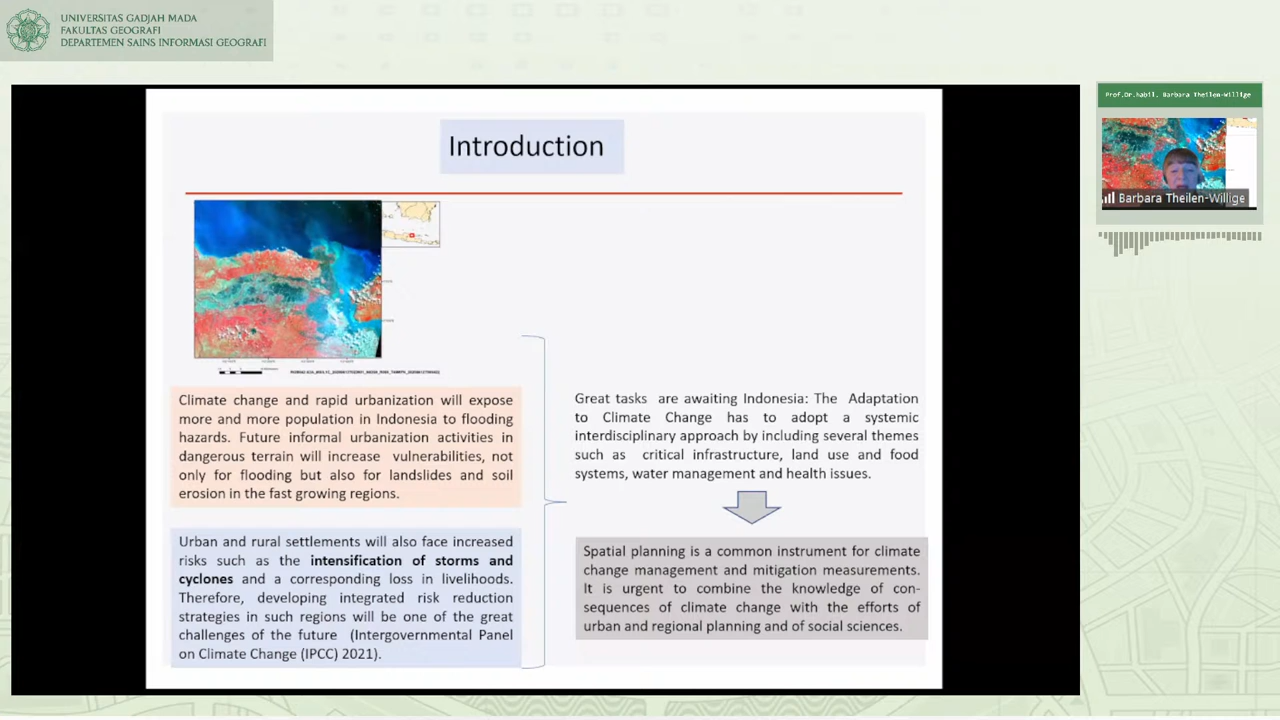 UNIVERSITAS GADJAH MADA
FAKULTAS GEOGRAFI
DEPARTEMEN SAINS INFORMASI GEOGRAFI
Prof.Dr.habil. Barbara Theilen-Willige
Barbara Theilen-Willige
Introduction
Climate change and rapid urbanization will expose
more and more population in Indonesia to flooding
hazards. Future informal urbanization activities in
dangerous terrain will increase vulnerabilities, not
only for flooding but also for landslides and soil
erosion in the fast growing regions.
Urban and rural settlements will also face increased
risks such as the intensification of storms and
cyclones and a corresponding loss in livelihoods.
Therefore, developing integrated risk reduction
strategies in such regions will be one of the great
challenges of the future (Intergovernmental Panel
on Climate Change (IPCC) 2021).
Great tasks are awaiting Indonesia: The Adaptation
to Climate Change has to adopt a systemic
interdisciplinary approach by including several themes
such as critical infrastructure, land use and food
systems, water management and health issues.
Spatial planning is a common instrument for climate
change management and mitigation measurements.
It is urgent to combine the knowledge of con-
sequences of climate change with the efforts of
urban and regional planning and of social sciences.